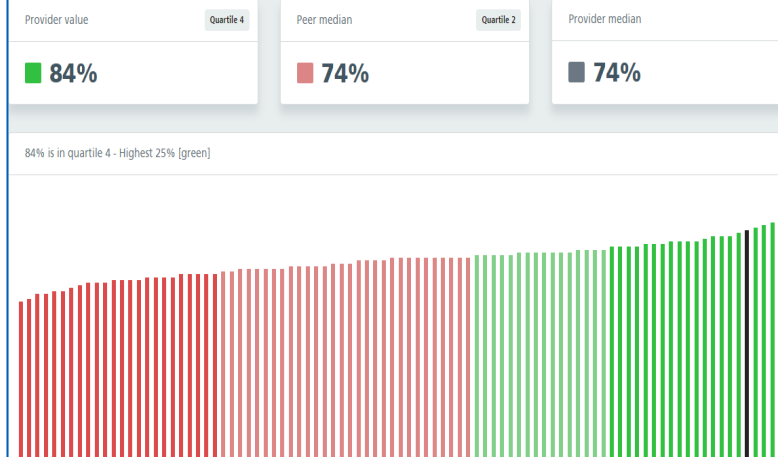 Provider value
Quartile 4
84%
Peer median
Quartile 2
74%
Provider median
74%
84% is in quartile 4 - Highest 25% [green]